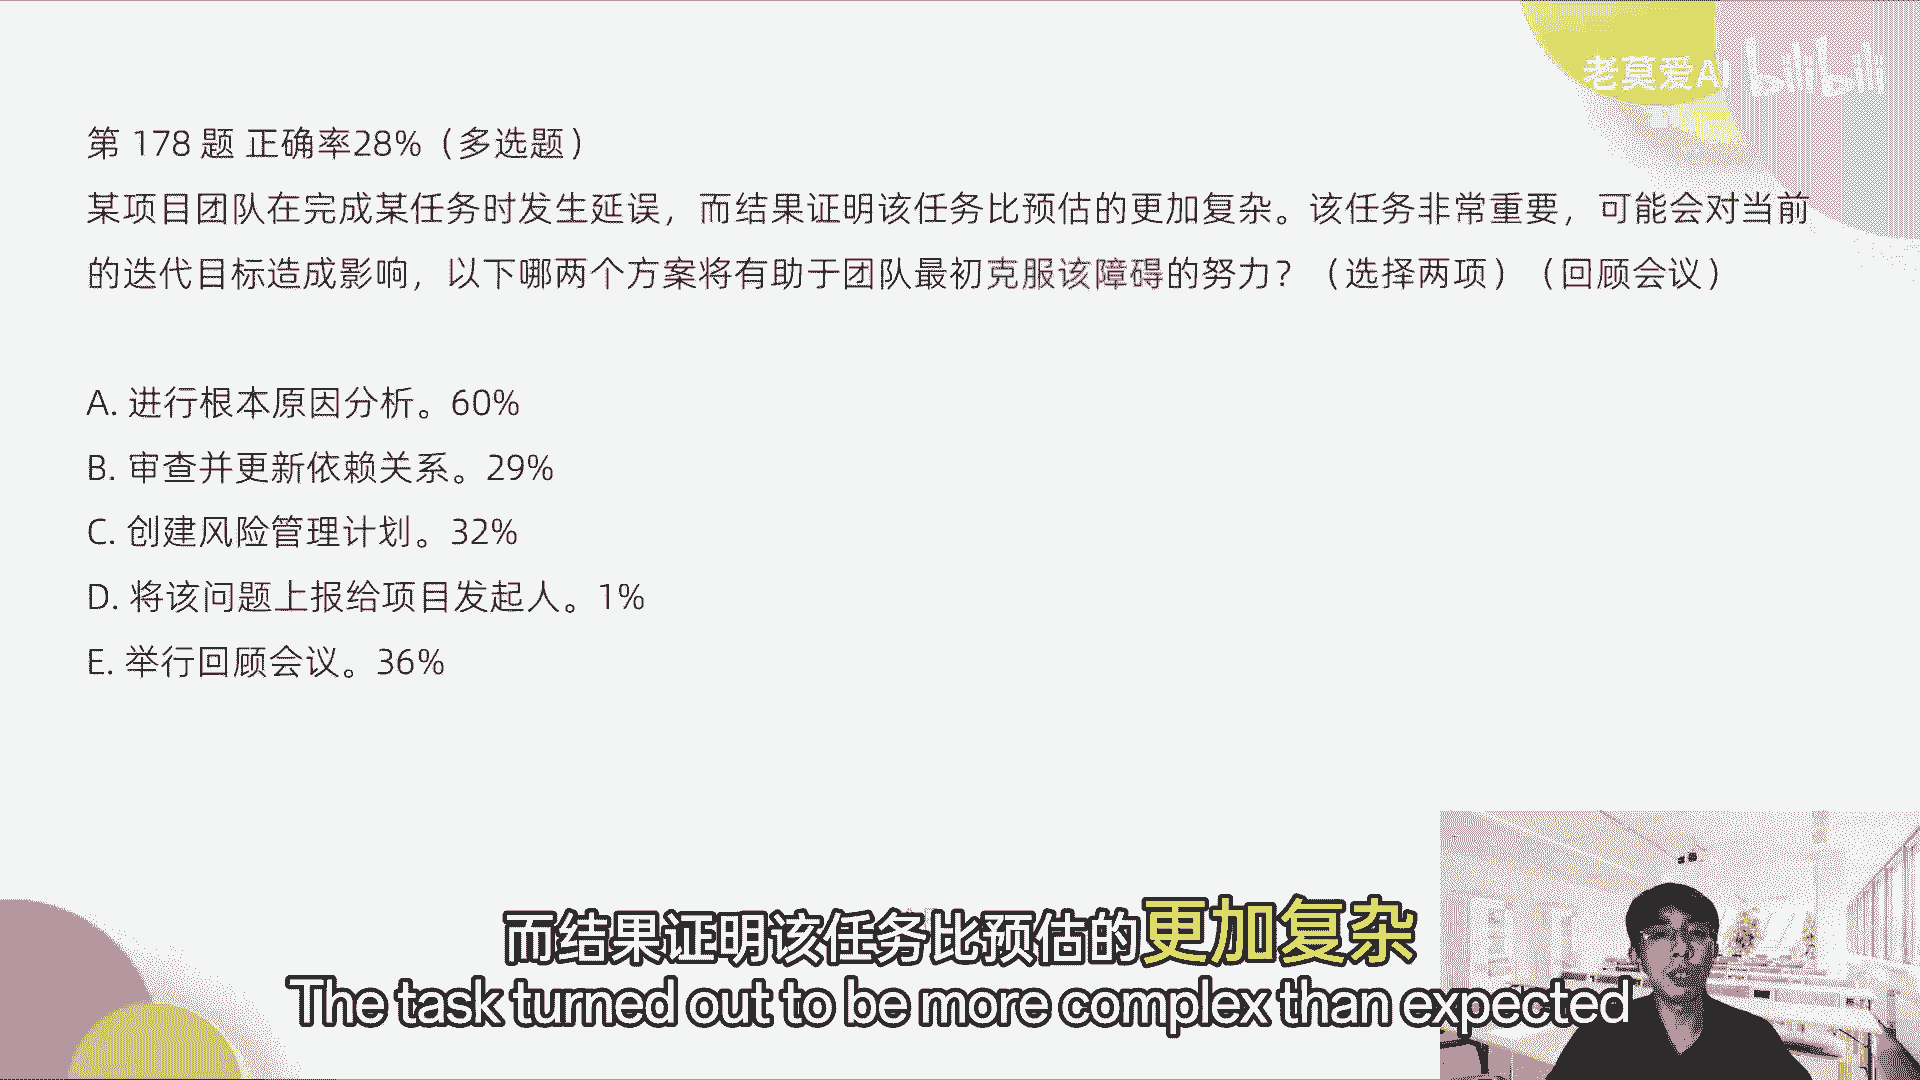 老莫爱AI bilibili
第 178 题 正确率28%（多选题）
某项目团队在完成某任务时发生延误，而结果证明该任务比预估的更加复杂。该任务非常重要，可能会对当前
的迭代目标造成影响，以下哪两个方案将有助于团队最初克服该障碍的努力？（选择两项）（回顾会议）
A. 进行根本原因分析。60%
B. 审查并更新依赖关系。29%
C. 创建风险管理计划。32%
D. 将该问题上报给项目发起人。1%
E. 举行回顾会议。36%
而结果证明该任务比预估的更加复杂
The task turned out to be more complex than expected